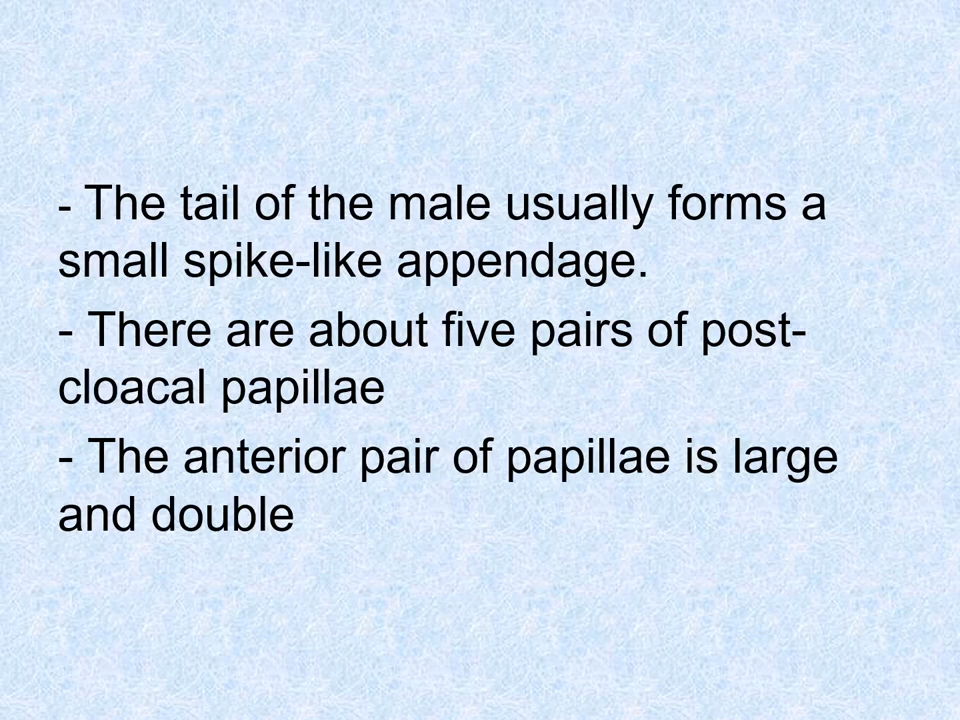 - The tail of the male usually forms a
small spike-like appendage.
- There are about five pairs of post-
cloacal papillae
- The anterior pair of papillae is large
and double